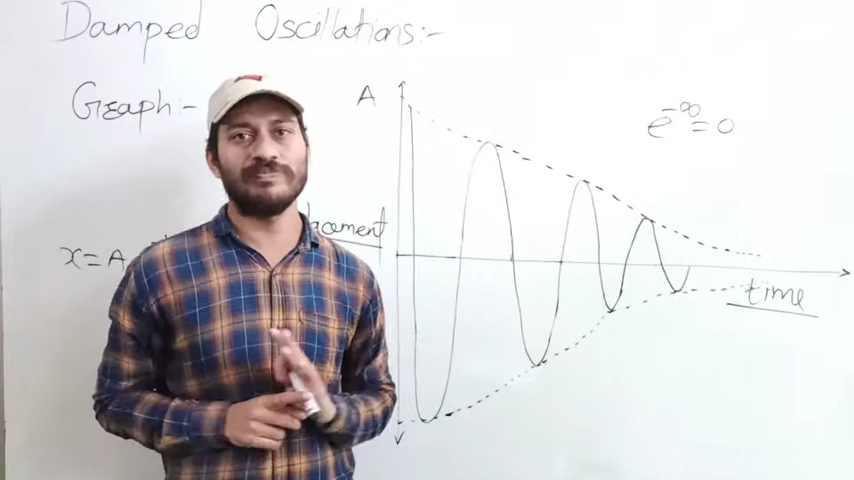 Damped Oscillations:-
Graph:-
A
e^-∞ = 0
x = A
time